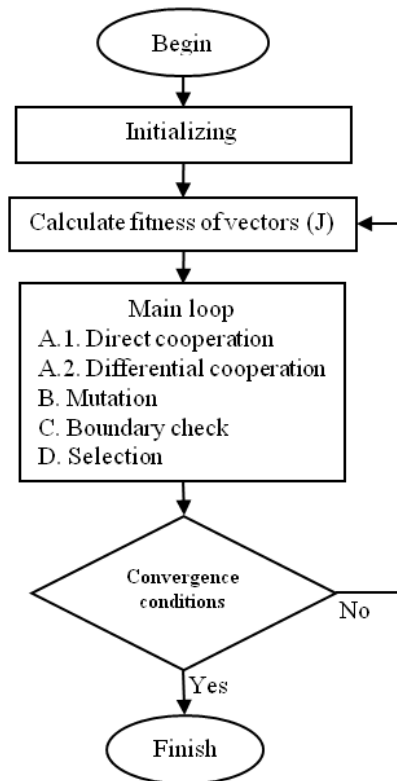 Begin
Initializing
Calculate fitness of vectors (J)
Main loop
A.1. Direct cooperation
A.2. Differential cooperation
B. Mutation
C. Boundary check
D. Selection
Convergence
conditions
No
Yes
Finish